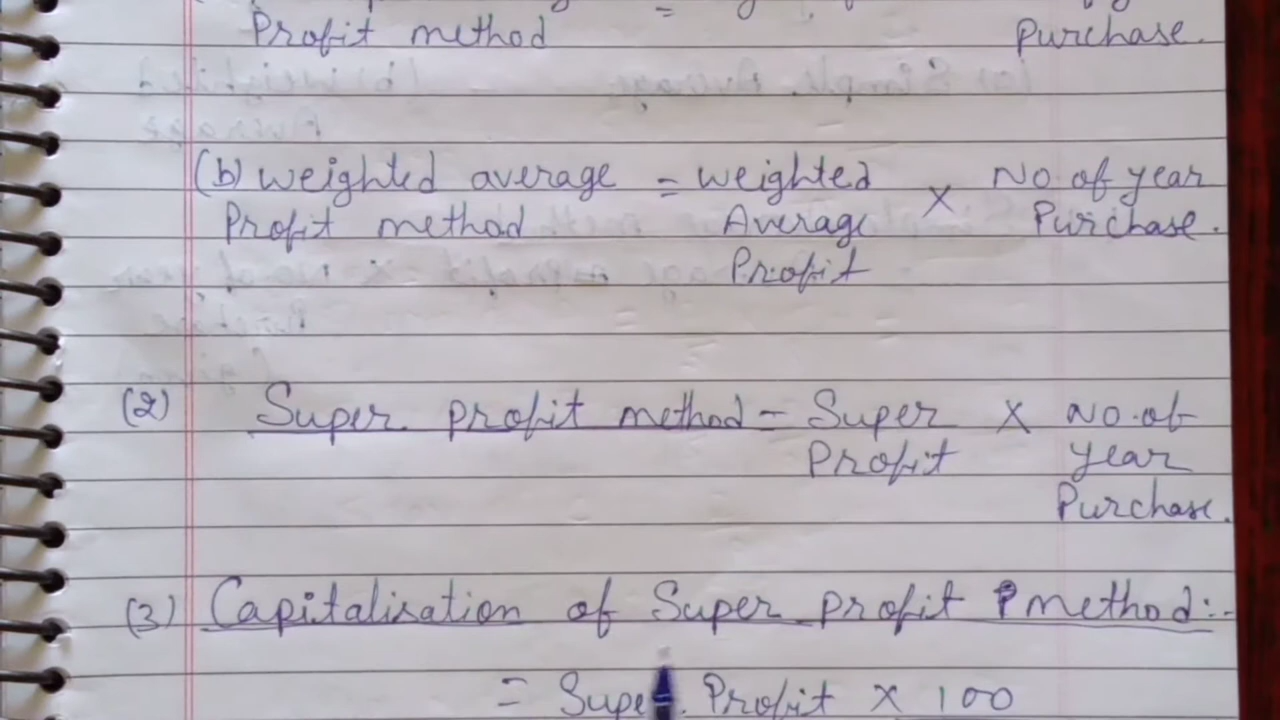 =
Profit method Purchase.
(b) weighted average = weighted X No of year
Profit method Average Purchase.
Profit
(2) Super profit method = Super X No. of
Profit year
Purchase.
(3) Capitalisation of Super profit method:-
= Super Profit X 100